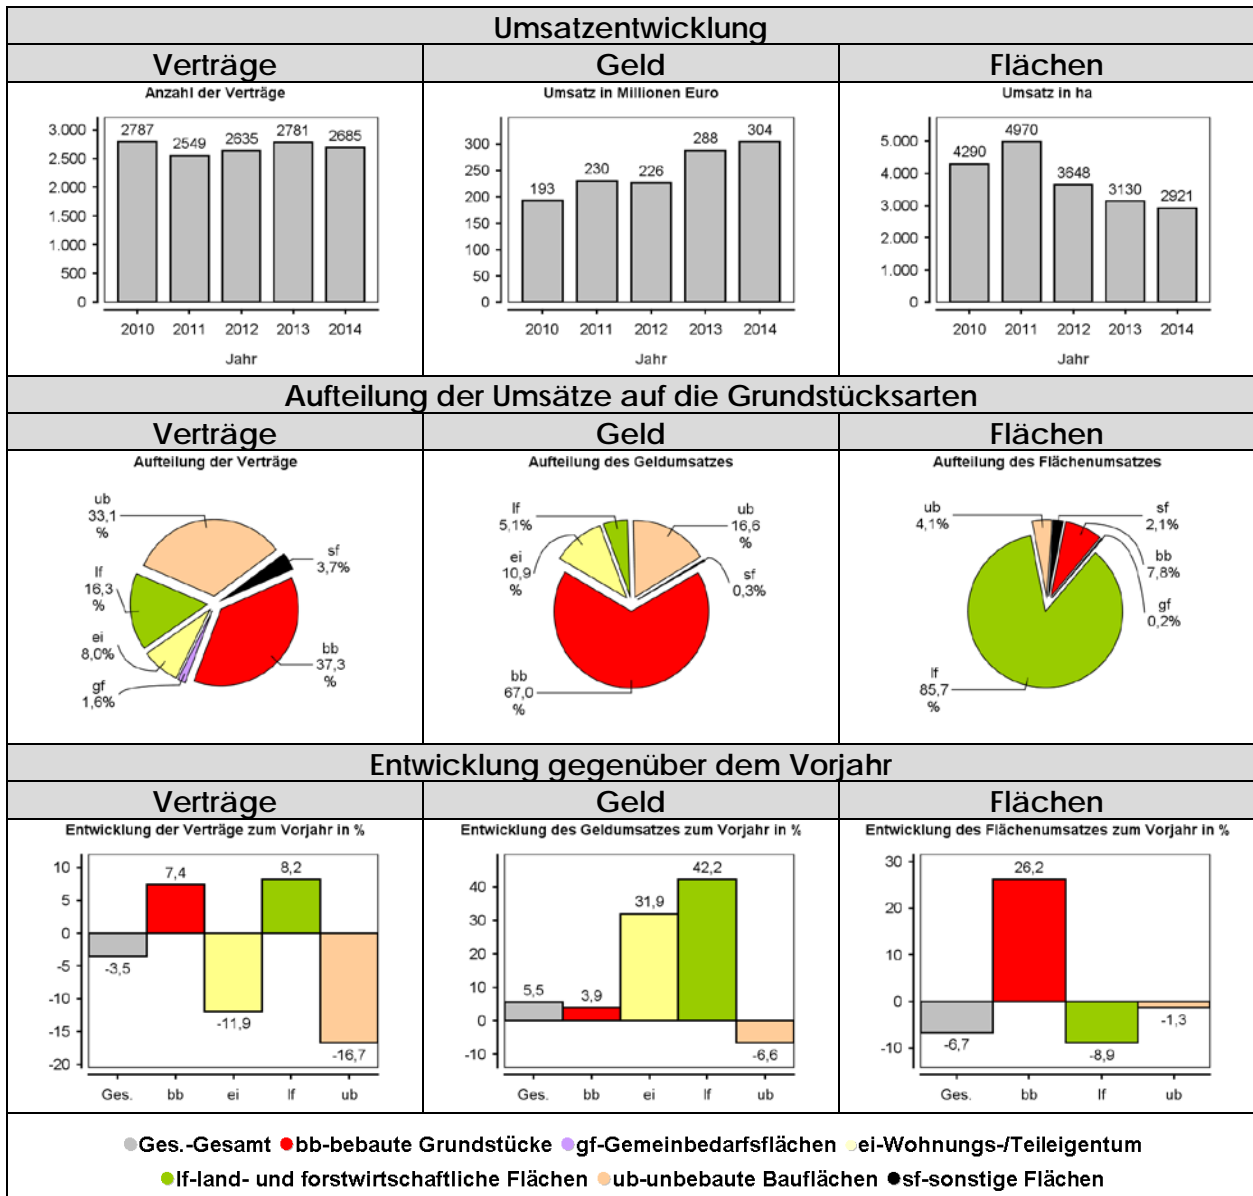 Umsatzentwicklung
Verträge
Geld
Flächen
Anzahl der Verträge
3.000
2.500
2.000
1.500
1.000
500
0
2787
2549
2635
2781
2685
2010 2011 2012 2013 2014
Jahr
Umsatz in Millionen Euro
300
250
200
150
100
50
0
193
230
226
288
304
2010 2011 2012 2013 2014
Jahr
Umsatz in ha
5.000
4.000
3.000
2.000
1.000
0
4290
4970
3648
3130
2921
2010 2011 2012 2013 2014
Jahr
Aufteilung der Umsätze auf die Grundstücksarten
Verträge
Geld
Flächen
Aufteilung der Verträge
ub
33,1
%
sf
3,7%
lf
16,3
%
ei
8,0%
gf
1,6%
bb
37,3
%
Aufteilung des Geldumsatzes
lf
5,1%
ub
16,6
%
ei
10,9
%
sf
0,3%
bb
67,0
%
Aufteilung des Flächenumsatzes
ub
4,1%
sf
2,1%
bb
7,8%
gf
0,2%
lf
85,7
%
Entwicklung gegenüber dem Vorjahr
Verträge
Geld
Flächen
Entwicklung der Verträge zum Vorjahr in %
10
5
0
-5
-10
-15
-20
-3,5
7,4
-11,9
8,2
-16,7
Ges. bb ei lf ub
Entwicklung des Geldumsatzes zum Vorjahr in %
40
30
20
10
0
-10
5,5
3,9
31,9
42,2
-6,6
Ges. bb ei lf ub
Entwicklung des Flächenumsatzes zum Vorjahr in %
30
20
10
0
-10
-6,7
26,2
-8,9
-1,3
Ges. bb lf ub
Ges.-Gesamt bb-bebaute Grundstücke gf-Gemeinbedarfsflächen ei-Wohnungs-/Teileigentum
lf-land- und forstwirtschaftliche Flächen ub-unbebaute Bauflächen sf-sonstige Flächen